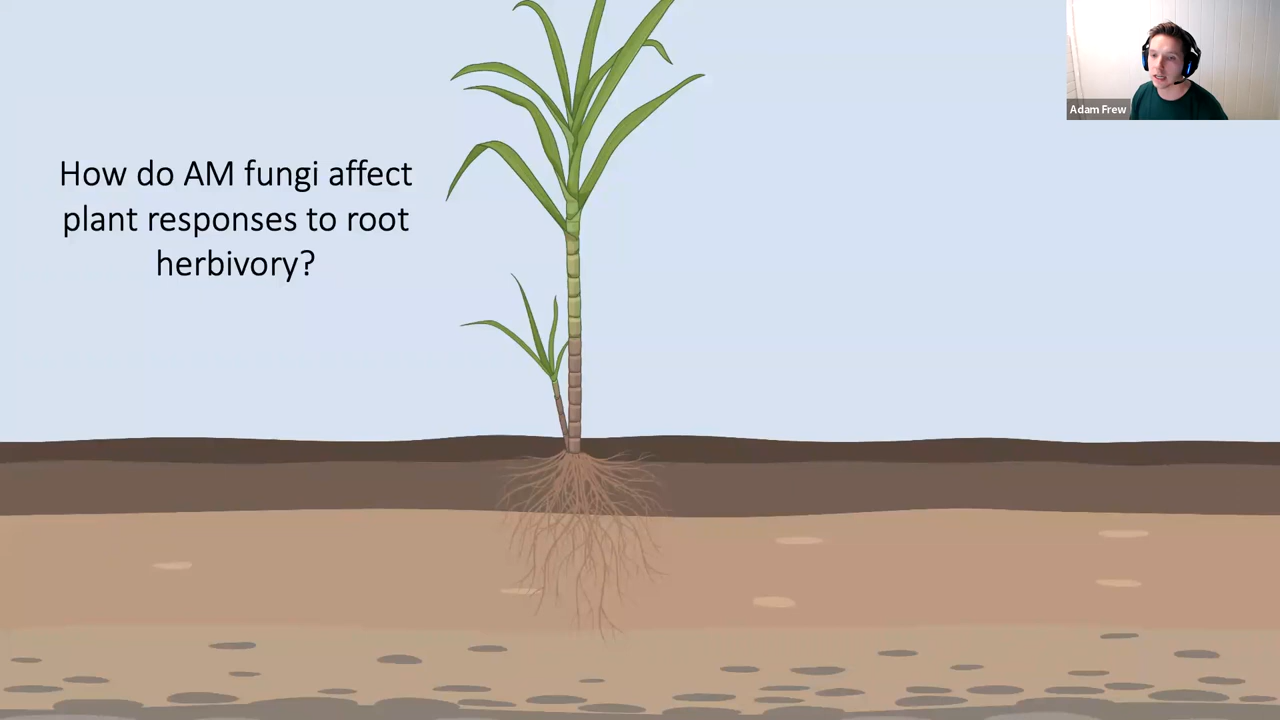 How do AM fungi affect
plant responses to root
herbivory?
Adam Frew